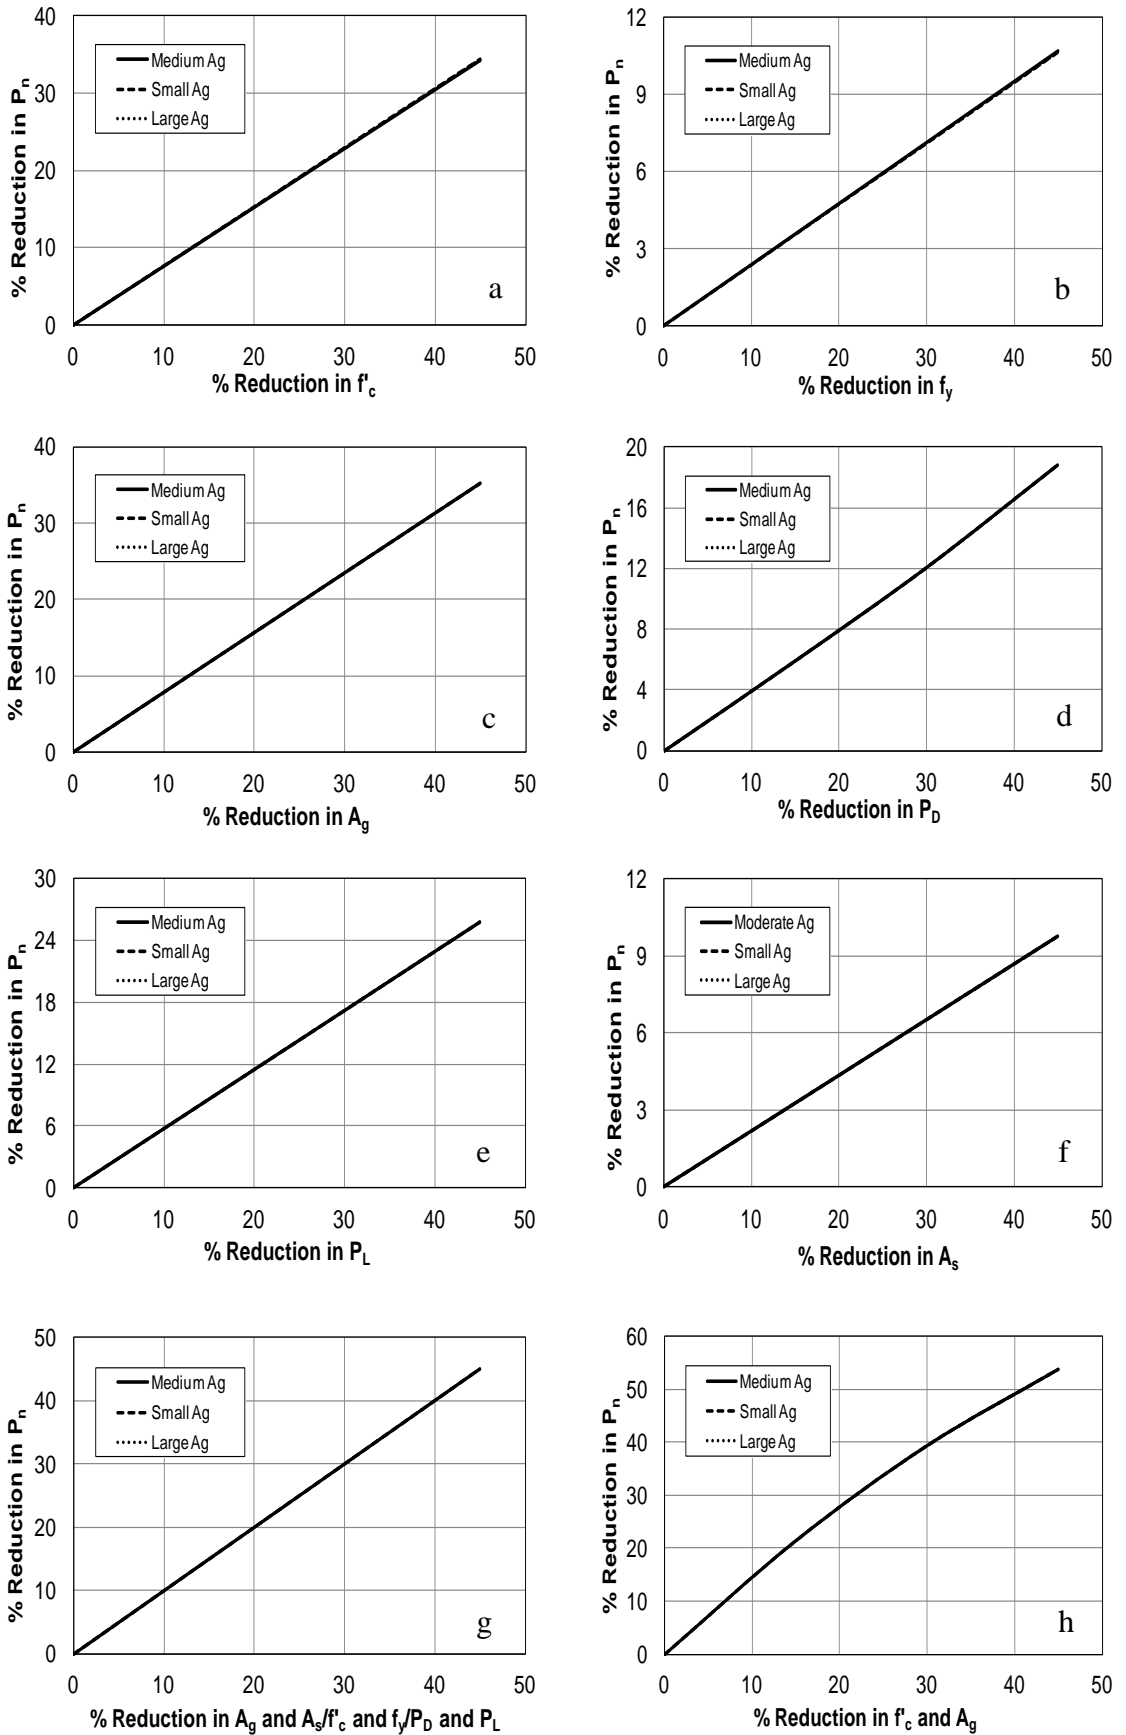 40
30
20
10
0
% Reduction in Pn
Medium Ag
Small Ag
Large Ag
a
0 10 20 30 40 50
% Reduction in f'c
12
9
6
3
0
% Reduction in Pn
Medium Ag
Small Ag
Large Ag
b
0 10 20 30 40 50
% Reduction in fy
40
30
20
10
0
% Reduction in Pn
Medium Ag
Small Ag
Large Ag
c
0 10 20 30 40 50
% Reduction in Ag
20
16
12
8
4
0
% Reduction in Pn
Medium Ag
Small Ag
Large Ag
d
0 10 20 30 40 50
% Reduction in PD
30
24
18
12
6
0
% Reduction in Pn
Medium Ag
Small Ag
Large Ag
e
0 10 20 30 40 50
% Reduction in PL
12
9
6
3
0
% Reduction in Pn
Moderate Ag
Small Ag
Large Ag
f
0 10 20 30 40 50
% Reduction in As
50
40
30
20
10
0
% Reduction in Pn
Medium Ag
Small Ag
Large Ag
g
0 10 20 30 40 50
% Reduction in Ag and As/f'c and fy/PD and PL
60
50
40
30
20
10
0
% Reduction in Pn
Medium Ag
Small Ag
Large Ag
h
0 10 20 30 40 50
% Reduction in f'c and Ag